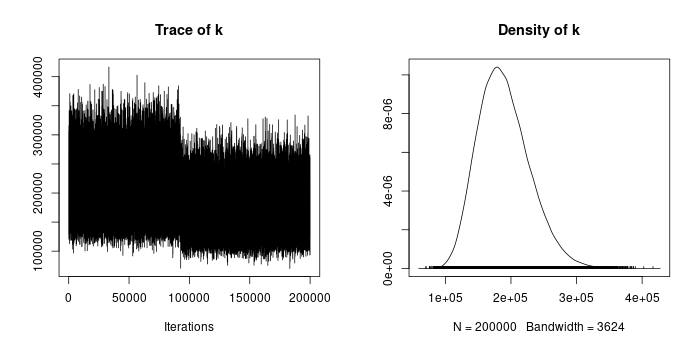 Trace of k
100000 200000 300000 400000
0 50000 100000 150000 200000
Iterations
Density of k
0e+00 4e-06 8e-06
1e+05 2e+05 3e+05 4e+05
N = 200000 Bandwidth = 3624